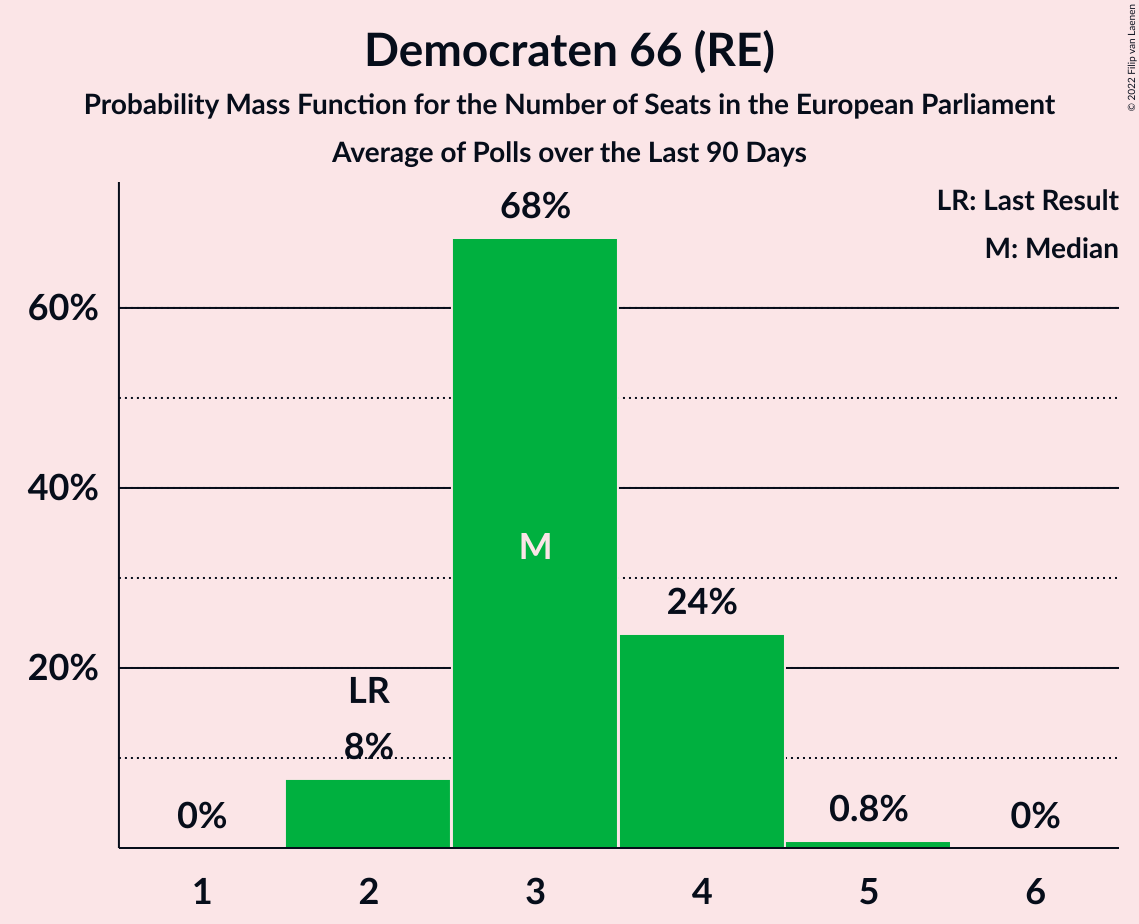 Democraten 66 (RE)
Probability Mass Function for the Number of Seats in the European Parliament
Average of Polls over the Last 90 Days
© 2022 Filip van Laenen
LR: Last Result
M: Median
68%
60%
40%
M
24%
20%
LR
8%
0%
0.8%
0%
1 2 3 4 5 6